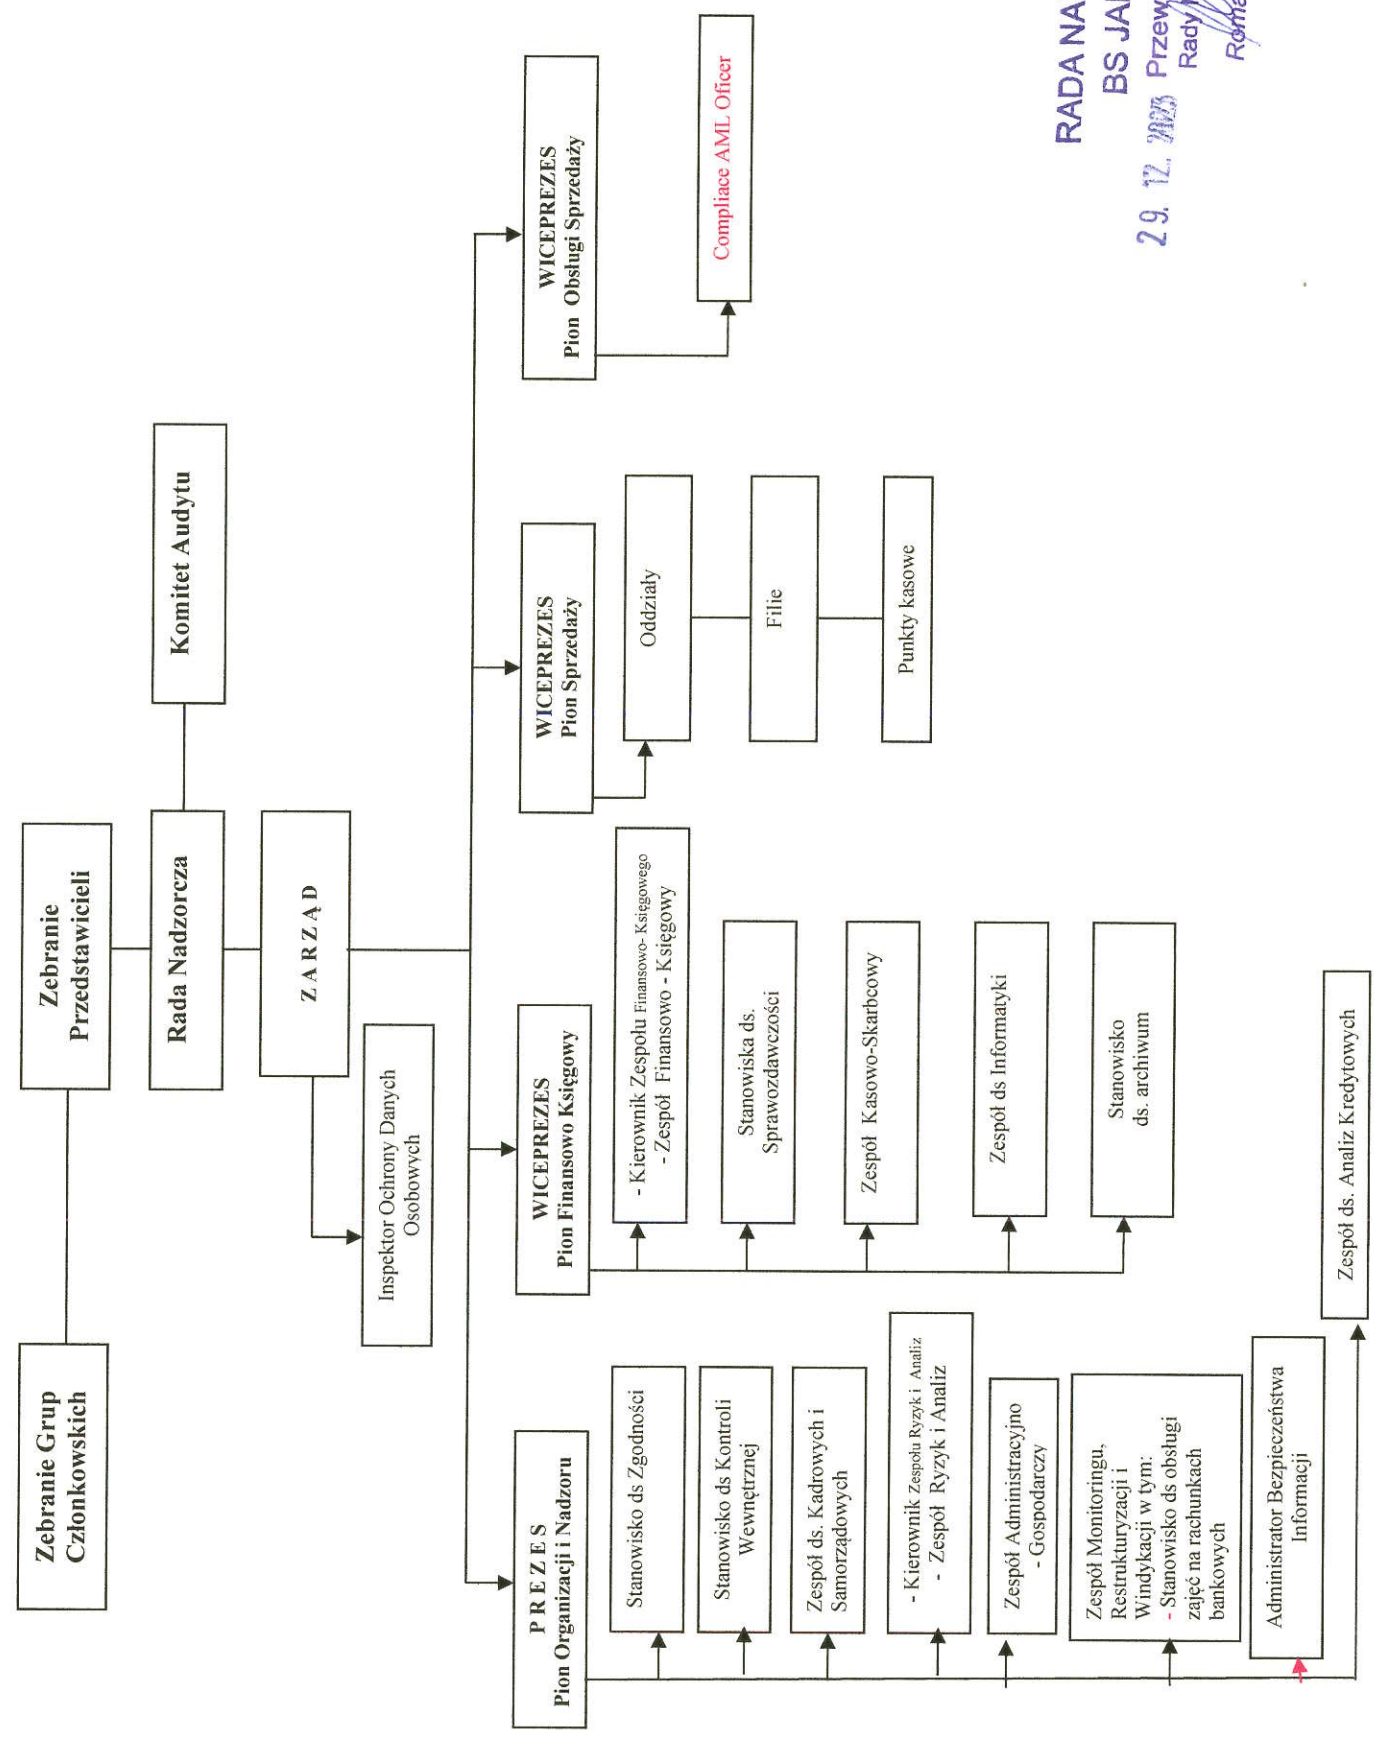 Zebranie Grup
Członkowskich
Zebranie
Przedstawicieli
Rada Nadzorcza
Komitet Audytu
Z A R Z Ą D
Inspektor Ochrony Danych
Osobowych
P R E Z E S
Pion Organizacji i Nadzoru
Stanowisko ds Zgodności
Stanowisko ds Kontroli
Wewnętrznej
Zespół ds. Kadrowych i
Samorządowych
- Kierownik Zespołu Ryzyk i Analiz
- Zespół Ryzyk i Analiz
Zespół Administracyjno
- Gospodarczy
Zespół Monitoringu,
Restrukturyzacji i
Windykacji w tym:
- Stanowisko ds obsługi
zajęć na rachunkach
bankowych
Administrator Bezpieczeństwa
Informacji
Zespół ds. Analiz Kredytowych
WICEPREZES
Pion Finansowo Księgowy
- Kierownik Zespołu Finansowo- Księgowego
- Zespół Finansowo - Księgowy
Stanowiska ds.
Sprawozdawczości
Zespół Kasowo-Skarbcowy
Zespół ds Informatyki
Stanowisko
ds. archiwum
WICEPREZES
Pion Sprzedaży
Oddziały
Filie
Punkty kasowe
WICEPREZES
Pion Obsługi Sprzedaży
Compliace AML Oficer
RADA NA
BS JA
29. 12. 2023 Przew
Rady
Roma